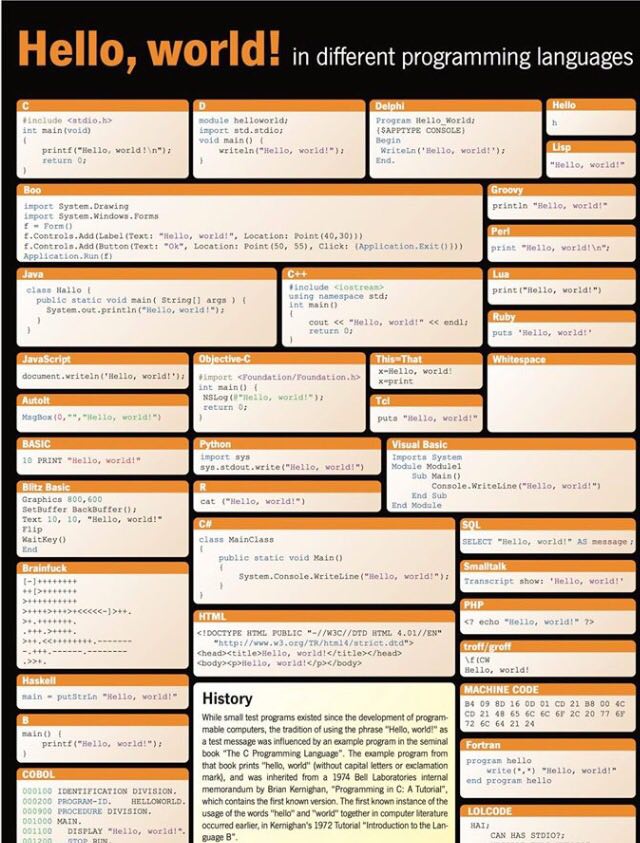 Hello, world! in different programming languages
C
#include <stdio.h>
int main(void)
{
printf("Hello, world!\n");
return 0;
}
D
module helloworld;
import std.stdio;
void main() {
writeln("Hello, world!");
}
Delphi
Program Hello_World;
{$APPTYPE CONSOLE}
Begin
WriteLn('Hello, world!');
End.
Hello
h
Lisp
"Hello, world!"
Boo
import System.Drawing
import System.Windows.Forms
f = Form()
f.Controls.Add(Label(Text: "Hello, world!", Location: Point(40,30)))
f.Controls.Add(Button(Text: "Ok", Location: Point(50, 55), Click: {Application.Exit()}))
Application.Run(f)
Groovy
println "Hello, world!"
Perl
print "Hello, world!\n";
Java
class Hallo {
public static void main( String[] args ) {
System.out.println("Hello, world!");
}
}
C++
#include <iostream>
using namespace std;
int main()
{
cout << "Hello, world!" << endl;
return 0;
}
Lua
print("Hello, world!")
Ruby
puts 'Hello, world!'
JavaScript
document.writeln('Hello, world!');
AutoIt
MsgBox(0,"","Hello, world!")
Objective-C
#import <Foundation/Foundation.h>
int main() {
NSLog(@"Hello, world!");
return 0;
}
This=That
x=Hello, world!
x=print
Tcl
puts "Hello, world!"
Whitespace
BASIC
10 PRINT "Hello, world!"
Python
import sys
sys.stdout.write("Hello, world!")
Visual Basic
Imports System
Module Module1
Sub Main()
Console.WriteLine("Hello, world!")
End Sub
End Module
Blitz Basic
Graphics 800,600
SetBuffer BackBuffer();
Text 10, 10, "Hello, world!"
Flip
WaitKey()
End
R
cat ("Hello, world!")
C#
class MainClass
{
public static void Main()
{
System.Console.WriteLine("Hello, world!");
}
}
SQL
SELECT "Hello, world!" AS message;
Smalltalk
Transcript show: 'Hello, world!'
Brainfuck
[-]++++++++
++[>+++++++
>++++++++++
>++++>+++>+<<<<<-]>++.
>+.+++++++.
.+++.>++++.
>++.<<++++++++.-------
-.+++.------.--------
.>>+.
HTML
<!DOCTYPE HTML PUBLIC "-//W3C//DTD HTML 4.01//EN"
"http://www.w3.org/TR/html4/strict.dtd">
<head><title>Hello, world!</title></head>
<body><p>Hello, world!</p></body>
PHP
<? echo "Hello, world!" ?>
troff/groff
\f(CW
Hello, world!
Haskell
main = putStrLn "Hello, world!"
B
main() {
printf("Hello, world!");
}
COBOL
000100 IDENTIFICATION DIVISION.
000200 PROGRAM-ID. HELLOWORLD.
000900 PROCEDURE DIVISION.
001000 MAIN.
001100 DISPLAY "Hello, world!".
001200 STOP RUN.
History
While small test programs existed since the development of program-
mable computers, the tradition of using the phrase "Hello, world!" as
a test message was influenced by an example program in the seminal
book "The C Programming Language". The example program from
that book prints "hello, world" (without capital letters or exclamation
mark), and was inherited from a 1974 Bell Laboratories internal
memorandum by Brian Kernighan, "Programming in C: A Tutorial",
which contains the first known version. The first known instance of the
usage of the words "hello" and "world" together in computer literature
occurred earlier, in Kernighan's 1972 Tutorial "Introduction to the Lan-
guage B".
MACHINE CODE
B4 09 8D 16 0D 01 CD 21 B8 00 4C
CD 21 48 65 6C 6C 6F 2C 20 77 6F
72 6C 64 21 24
Fortran
program hello
write(*,*) "Hello, world!"
end program hello
LOLCODE
HAI;
CAN HAS STDIO?;